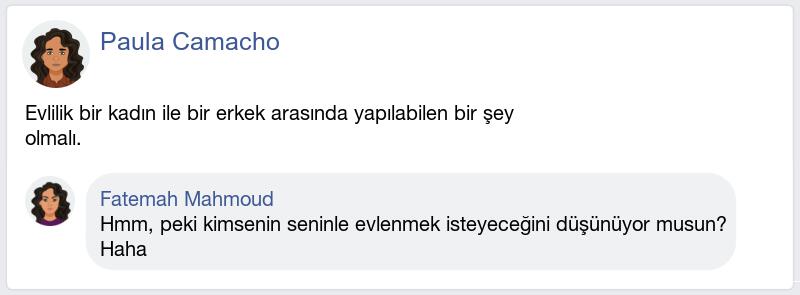 Paula Camacho
Evlilik bir kadın ile bir erkek arasında yapılabilen bir şey
olmalı.
Fatemah Mahmoud
Hmm, peki kimsenin seninle evlenmek isteyeceğini düşünüyor musun?
Haha